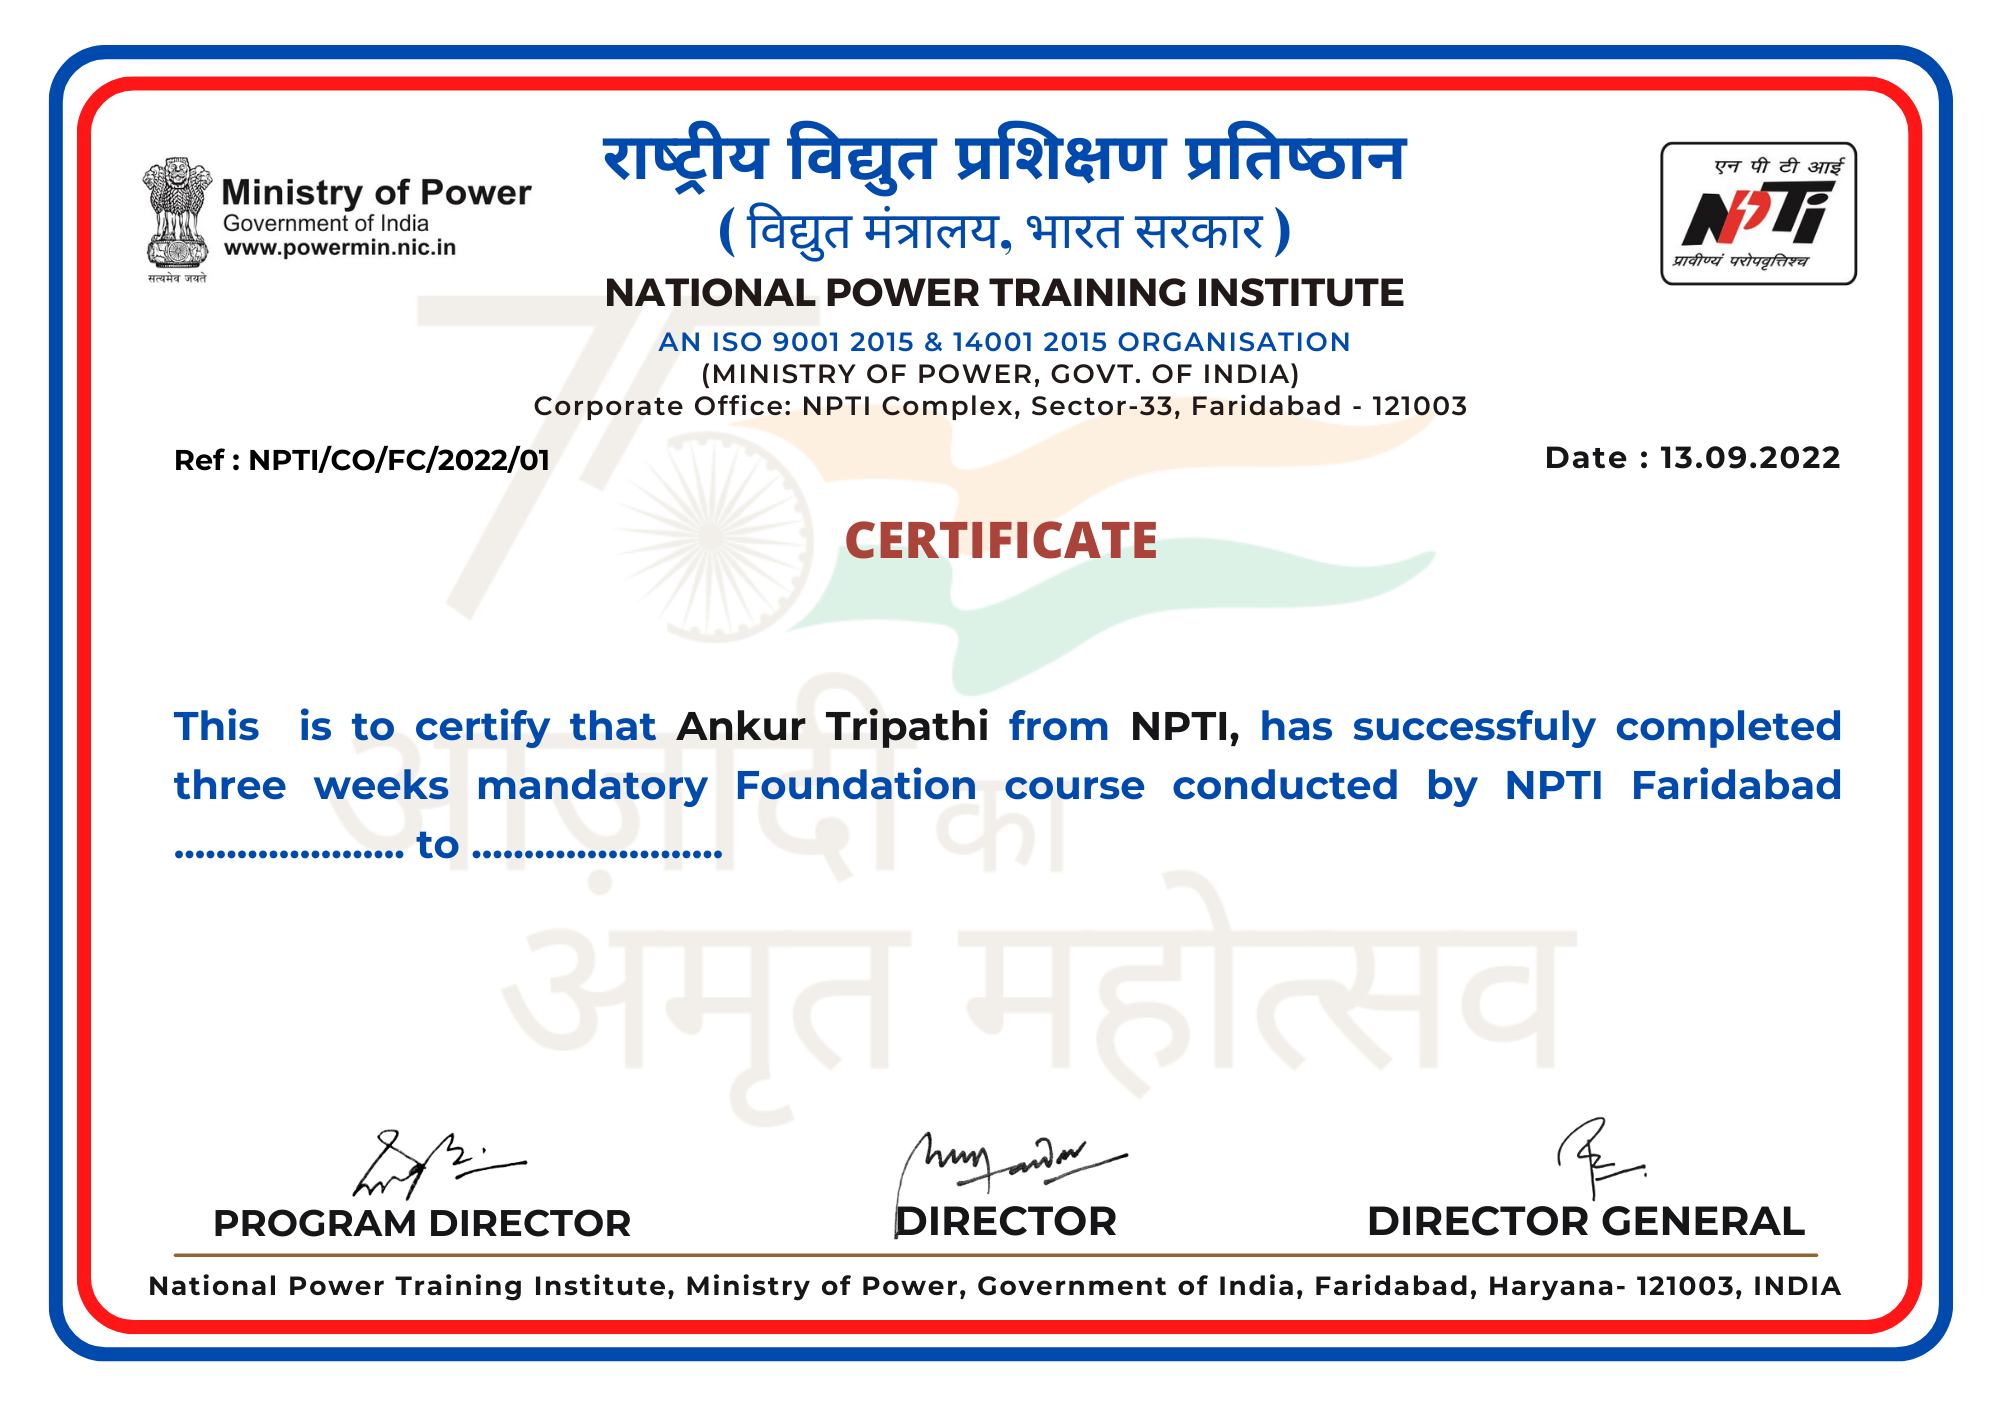 राष्ट्रीय विद्युत प्रशिक्षण प्रतिष्ठान
( विद्युत मंत्रालय, भारत सरकार )
Ministry of Power
Government of India
www.powermin.nic.in
सत्यमेव जयते
एन पी टी आई
NPTI
प्रावीण्यं परोपवृत्तिश्च
NATIONAL POWER TRAINING INSTITUTE
AN ISO 9001 2015 & 14001 2015 ORGANISATION
(MINISTRY OF POWER, GOVT. OF INDIA)
Corporate Office: NPTI Complex, Sector-33, Faridabad - 121003
Ref : NPTI/CO/FC/2022/01
Date : 13.09.2022
75
CERTIFICATE
This is to certify that Ankur Tripathi from NPTI, has successfuly completed
three weeks mandatory Foundation course conducted by NPTI Faridabad
...................... to ........................
आज़ादी का
अमृत महोत्सव
PROGRAM DIRECTOR
DIRECTOR
DIRECTOR GENERAL
National Power Training Institute, Ministry of Power, Government of India, Faridabad, Haryana- 121003, INDIA